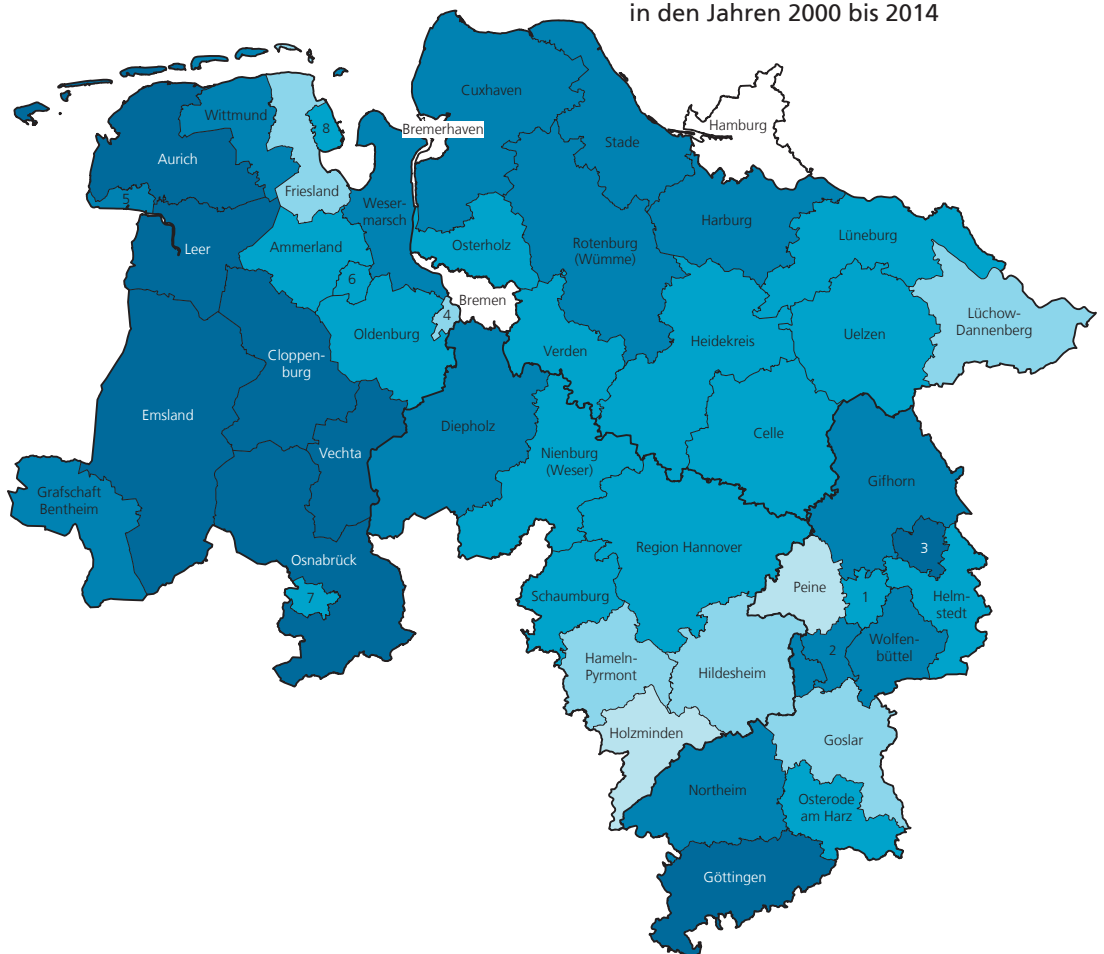 in den Jahren 2000 bis 2014
Cuxhaven
Wittmund
8
Bremerhaven
Hamburg
Stade
Aurich
Friesland
5
Weser-
marsch
Harburg
Lüneburg
Leer
Ammerland
Osterholz
Rotenburg
(Wümme)
6
Bremen
4
Lüchow-
Dannenberg
Oldenburg
Verden
Heidekreis
Uelzen
Cloppen-
burg
Emsland
Diepholz
Celle
Vechta
Nienburg
(Weser)
Gifhorn
Grafschaft
Bentheim
Region Hannover
3
Osnabrück
Peine
7
Schaumburg
1
Helm-
stedt
Wolfen-
büttel
2
Hameln-
Pyrmont
Hildesheim
Holzminden
Goslar
Northeim
Osterode
am Harz
Göttingen